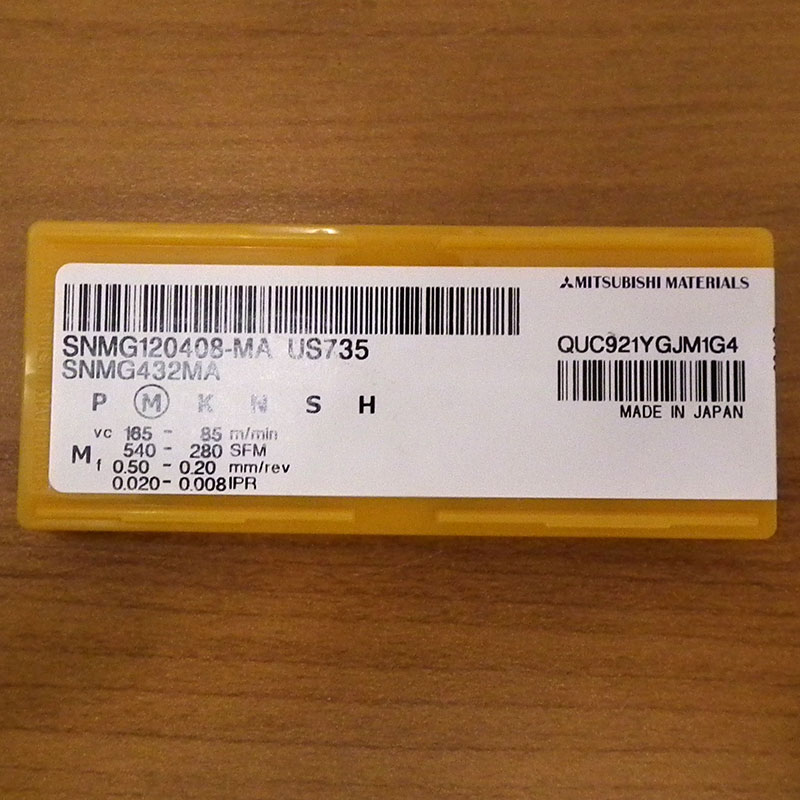 MITSUBISHI MATERIALS
SNMG120408-MA US735
SNMG432MA
QUC921YGJM1G4
MADE IN JAPAN
P M K N S H
M
vc 165 - 85 m/min
540 - 280 SFM
f 0.50 - 0.20 mm/rev
0.020 - 0.008 IPR